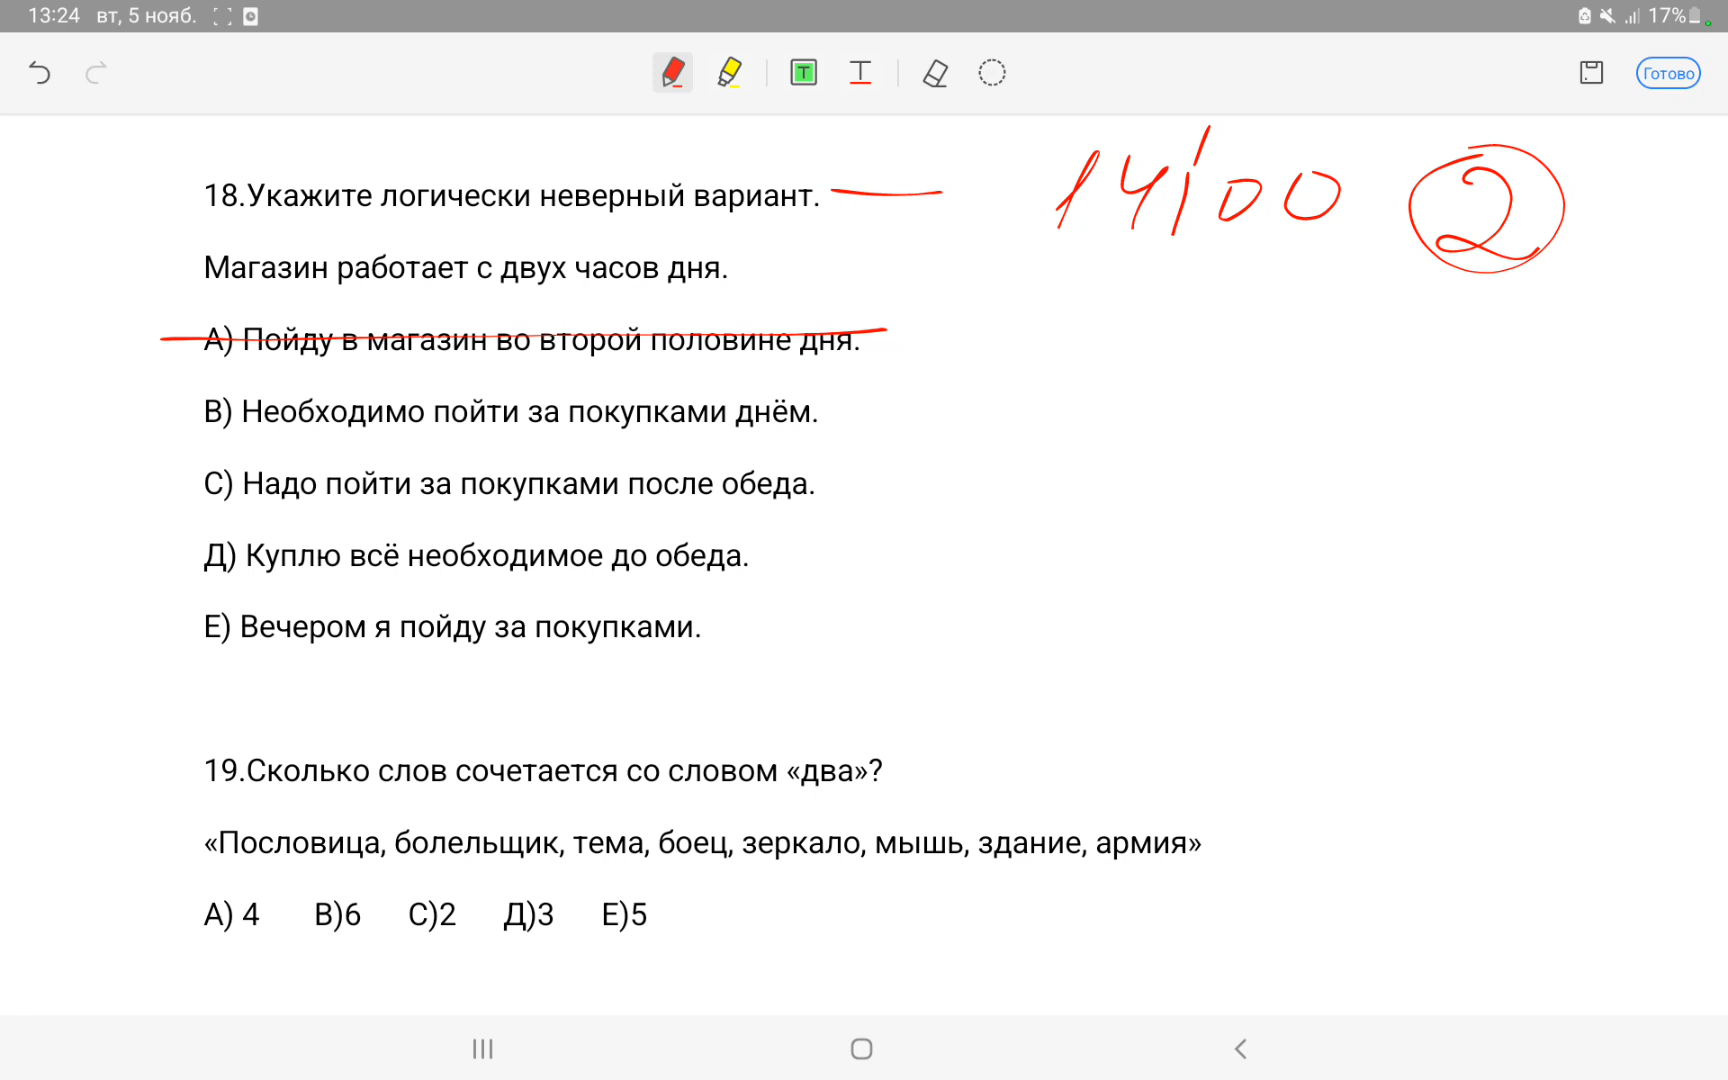 13:24 вт, 5 нояб. 17%
T T Готово
14:00 2
18.Укажите логически неверный вариант.
Магазин работает с двух часов дня.
А) Пойду в магазин во второй половине дня.
В) Необходимо пойти за покупками днём.
С) Надо пойти за покупками после обеда.
Д) Куплю всё необходимое до обеда.
Е) Вечером я пойду за покупками.
19.Сколько слов сочетается со словом «два»?
«Пословица, болельщик, тема, боец, зеркало, мышь, здание, армия»
А) 4 В)6 С)2 Д)3 Е)5